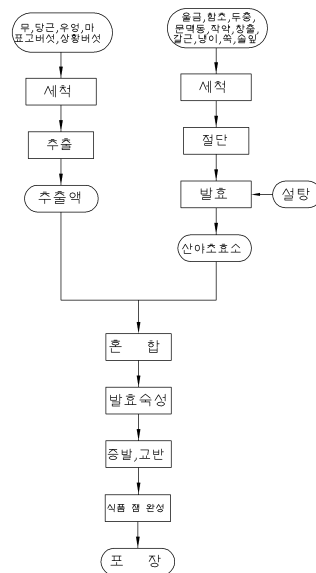 무,당근,우엉,마
표고버섯,상황버섯
세척
추출
추출액
울금,함초,두충,
문맥동,작약,창출,
갈근,냉이,쑥,솔잎
세척
절단
발효
설탕
산야초효소
혼 합
발효숙성
증발,교반
식품 잼 완성
포 장